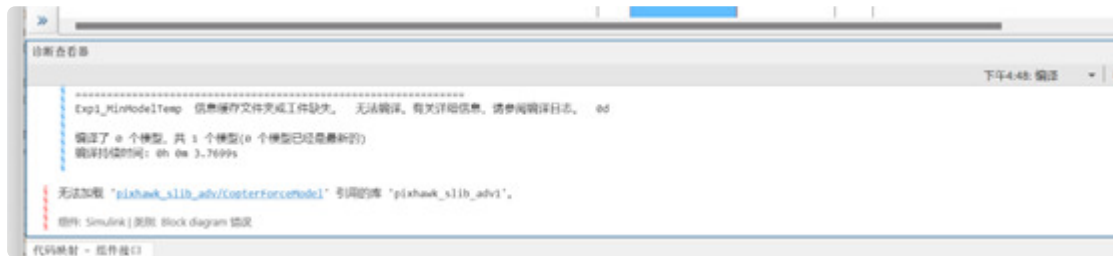 诊断查看器
下午4:48: 编译
Exp1_MinModelTemp 信息缓存文件夹或工件缺失。 无法编译。有关详细信息，请参阅编译日志。 0d
编译了 0 个模型，共 1 个模型(0 个模型已经是最新的)
编译持续时间: 0h 0m 3.7699s
无法加载 'pixhawk_slib_adv/CopterForceModel' 引用的库 'pixhawk_slib_adv1'。
组件: Simulink | 类别: Block diagram 错误
代码映射 - 组件接口